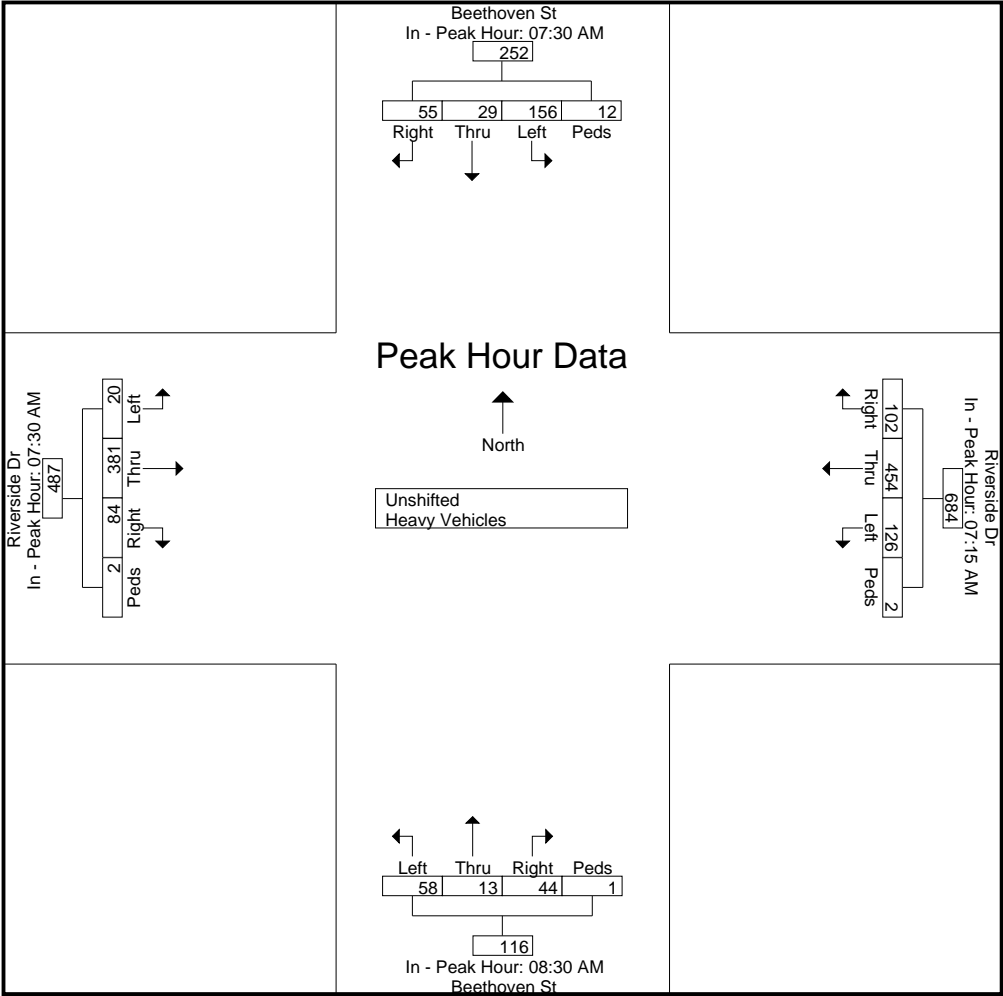 Beethoven St
In - Peak Hour: 07:30 AM
252
55 29 156 12
Right Thru Left Peds
Peak Hour Data
North
Unshifted
Heavy Vehicles
Riverside Dr
In - Peak Hour: 07:30 AM
487
20 381 84 2
Left Thru Right Peds
Riverside Dr
In - Peak Hour: 07:15 AM
684
102 454 126 2
Right Thru Left Peds
Left Thru Right Peds
58 13 44 1
116
In - Peak Hour: 08:30 AM
Beethoven St